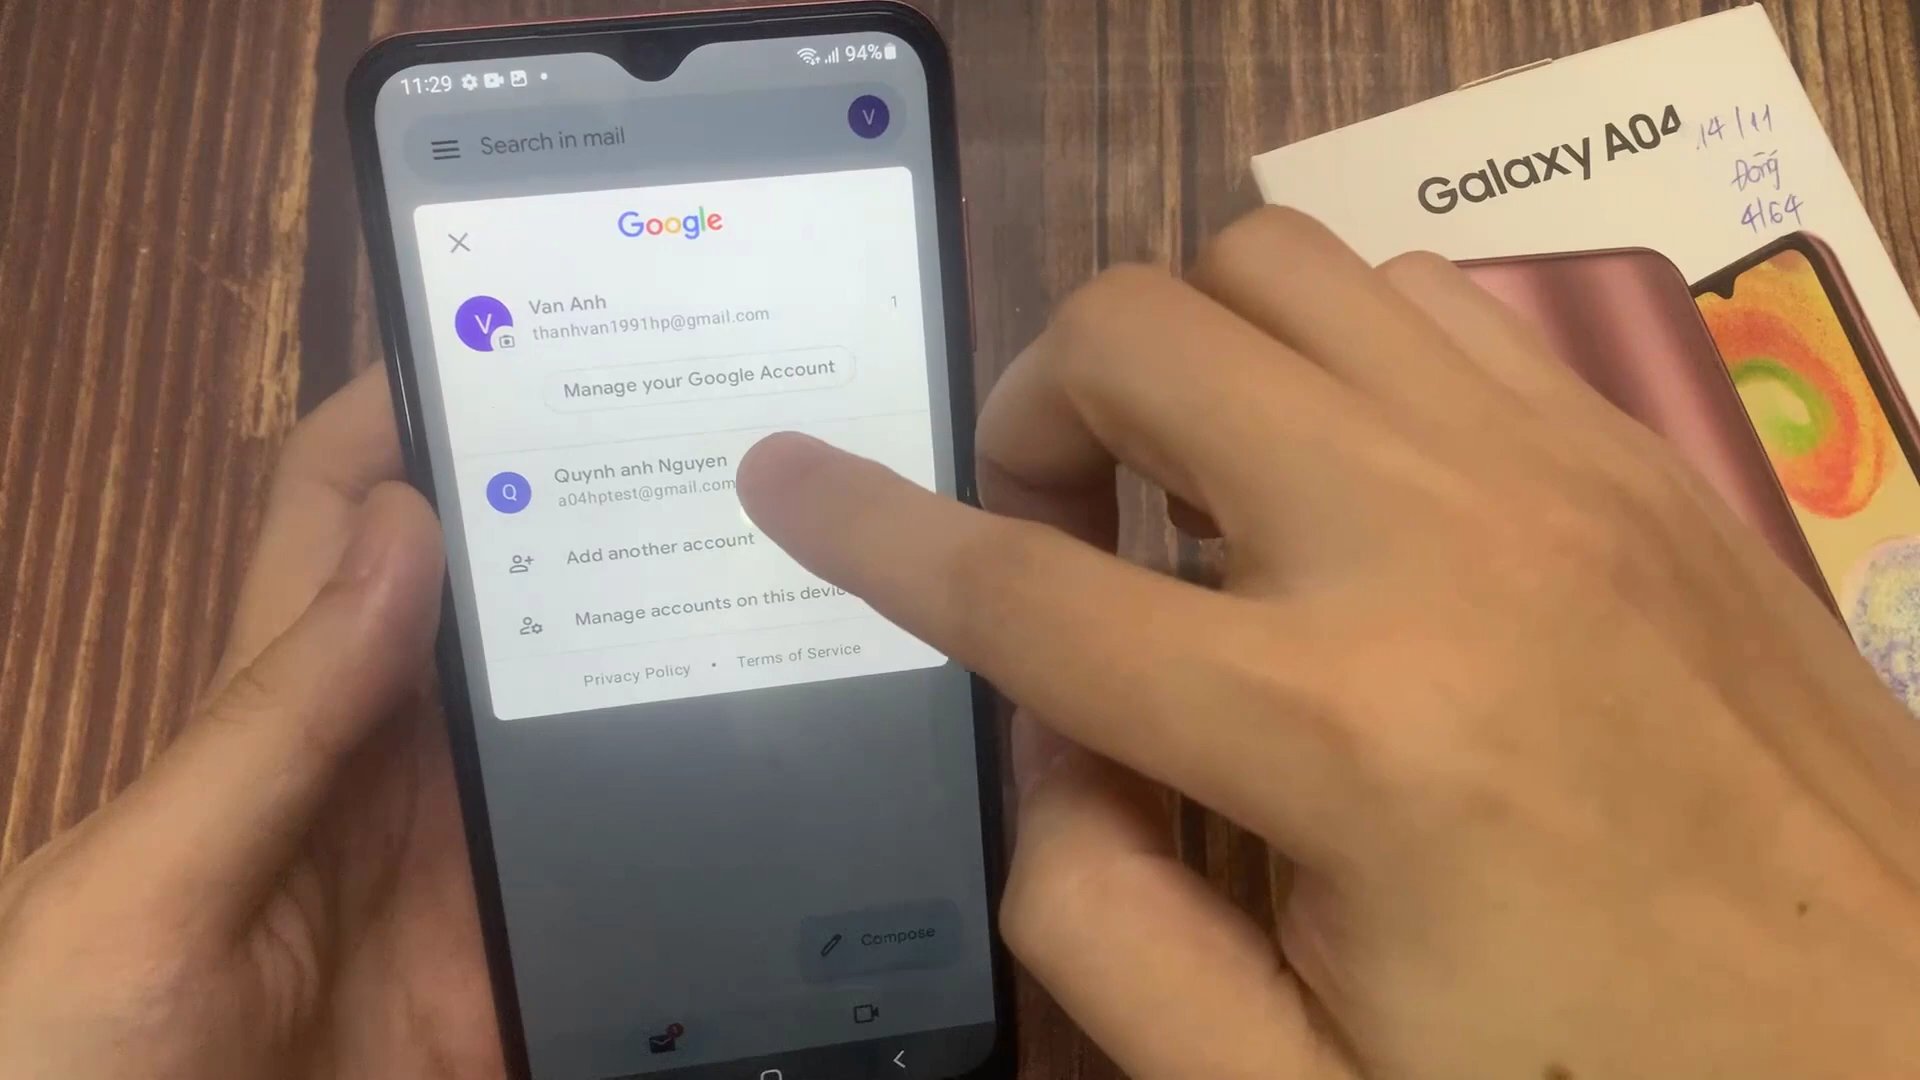 11:29
94%
Search in mail
V
Google
V
Van Anh
thanhvan1991hp@gmail.com
1
Manage your Google Account
Q
Quynh anh Nguyen
a04hptest@gmail.com
Add another account
Manage accounts on this devic
Privacy Policy • Terms of Service
Compose
Galaxy A04
14/11
Đồng
4/64